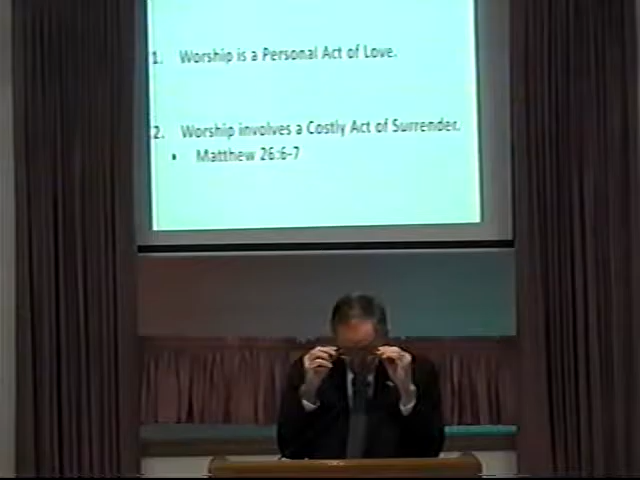 1. Worship is a Personal Act of Love.
2. Worship involves a Costly Act of Surrender.
• Matthew 26:6-7